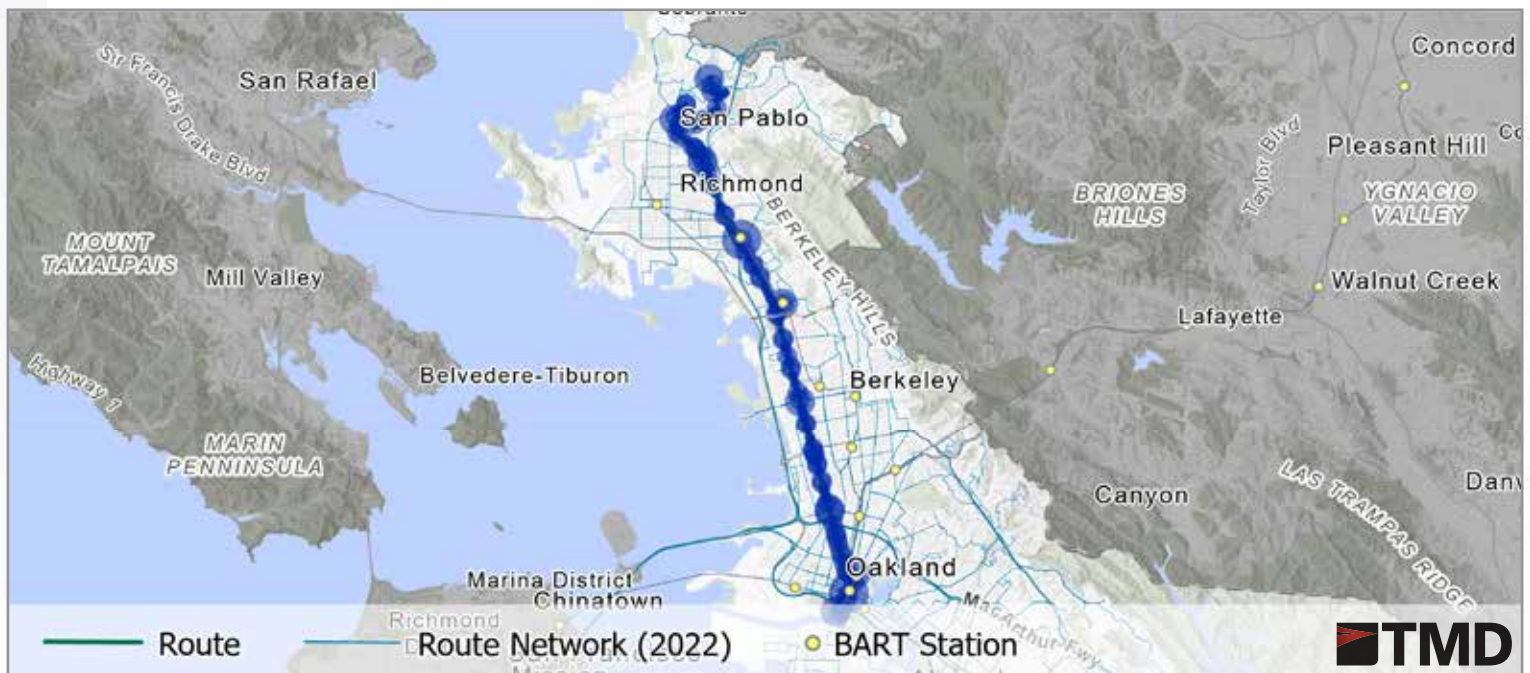 Concord
San Rafael
Sir Francis Drake Blvd
San Pablo
Taylor Blvd
Pleasant Hill
Richmond
BRIONES
HILLS
YGNACIO
VALLEY
MOUNT
TAMALPAIS
Mill Valley
BERKELEY HILLS
Walnut Creek
Lafayette
Highway 1
Belvedere-Tiburon
Berkeley
MARIN
PENNINSULA
Canyon
LAS TRAMPAS RIDGE
Oakland
Marina District
Chinatown
MacArthur Fwy
Richmond
Route
Route Network (2022)
BART Station
TMD